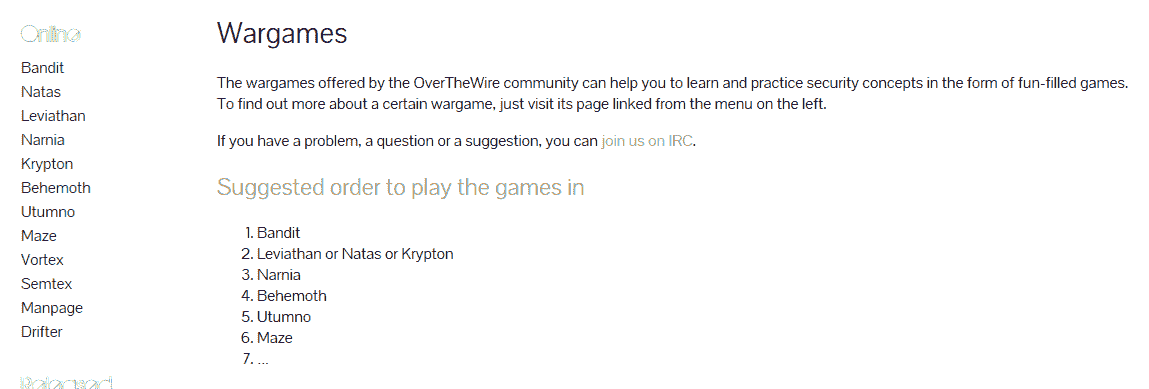 Online
Bandit
Natas
Leviathan
Narnia
Krypton
Behemoth
Utumno
Maze
Vortex
Semtex
Manpage
Drifter
Released
Wargames
The wargames offered by the OverTheWire community can help you to learn and practice security concepts in the form of fun-filled games.
To find out more about a certain wargame, just visit its page linked from the menu on the left.
If you have a problem, a question or a suggestion, you can join us on IRC.
Suggested order to play the games in
1. Bandit
2. Leviathan or Natas or Krypton
3. Narnia
4. Behemoth
5. Utumno
6. Maze
7. ...